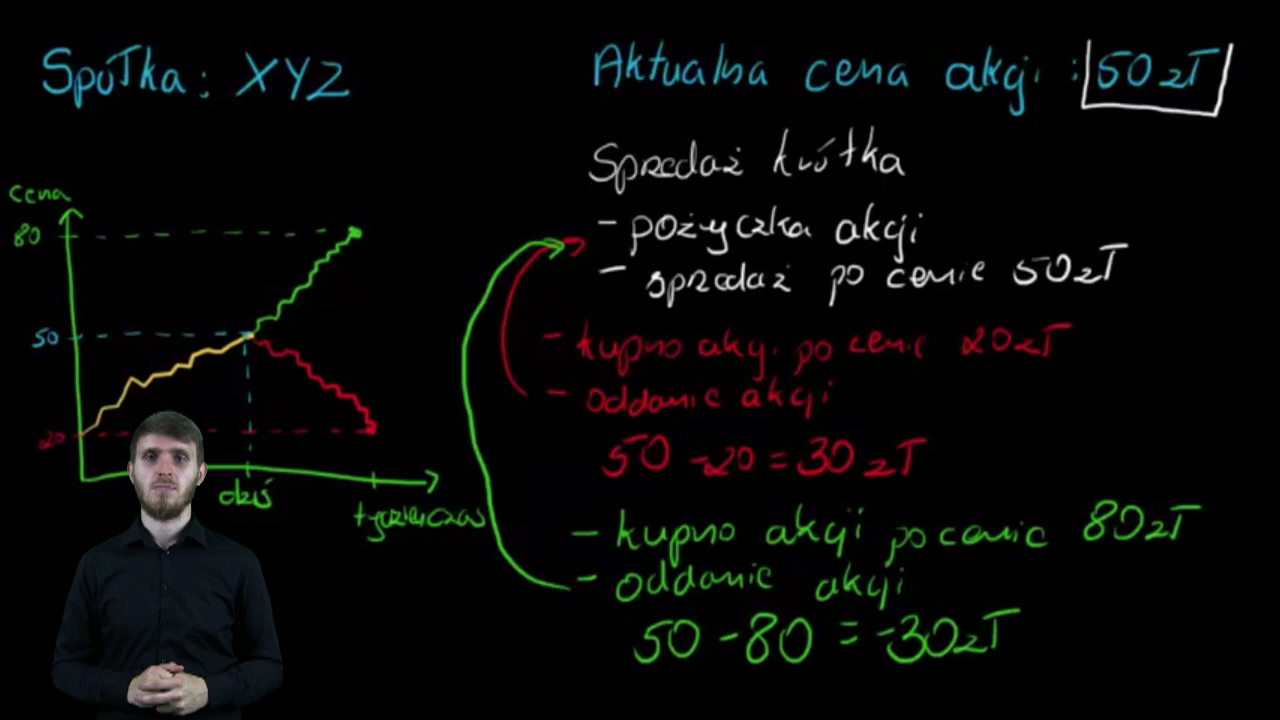 Spółka: XYZ
Aktualna cena akcji: 50 zł
Sprzedaż krótka
- pożyczka akcji
- sprzedaż po cenie 50 zł
- kupno akcji po cenie 20 zł
- oddanie akcji
50 - 20 = 30 zł
- kupno akcji po cenie 80 zł
- oddanie akcji
50 - 80 = -30 zł
cena
80
50
20
dziś
tydzień czas